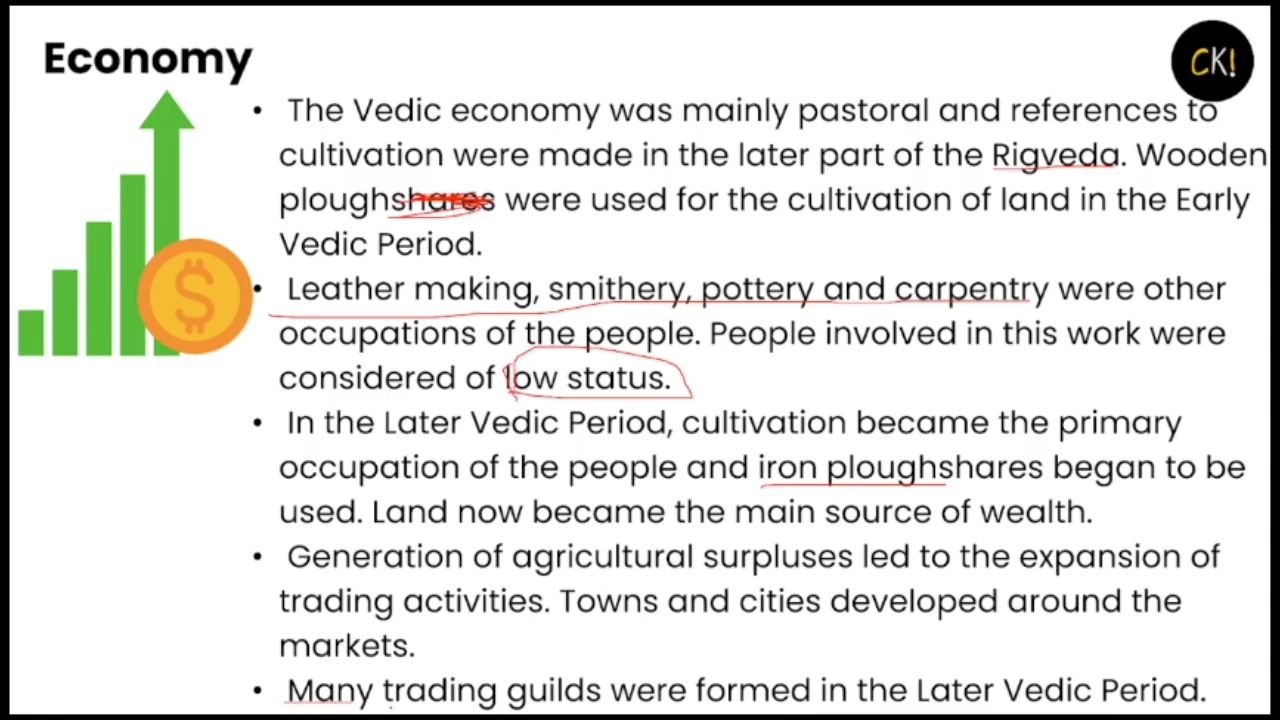 Economy
CK!
• The Vedic economy was mainly pastoral and references to
cultivation were made in the later part of the Rigveda. Wooden
ploughshares were used for the cultivation of land in the Early
Vedic Period.
• Leather making, smithery, pottery and carpentry were other
occupations of the people. People involved in this work were
considered of low status.
• In the Later Vedic Period, cultivation became the primary
occupation of the people and iron ploughshares began to be
used. Land now became the main source of wealth.
• Generation of agricultural surpluses led to the expansion of
trading activities. Towns and cities developed around the
markets.
• Many trading guilds were formed in the Later Vedic Period.
$